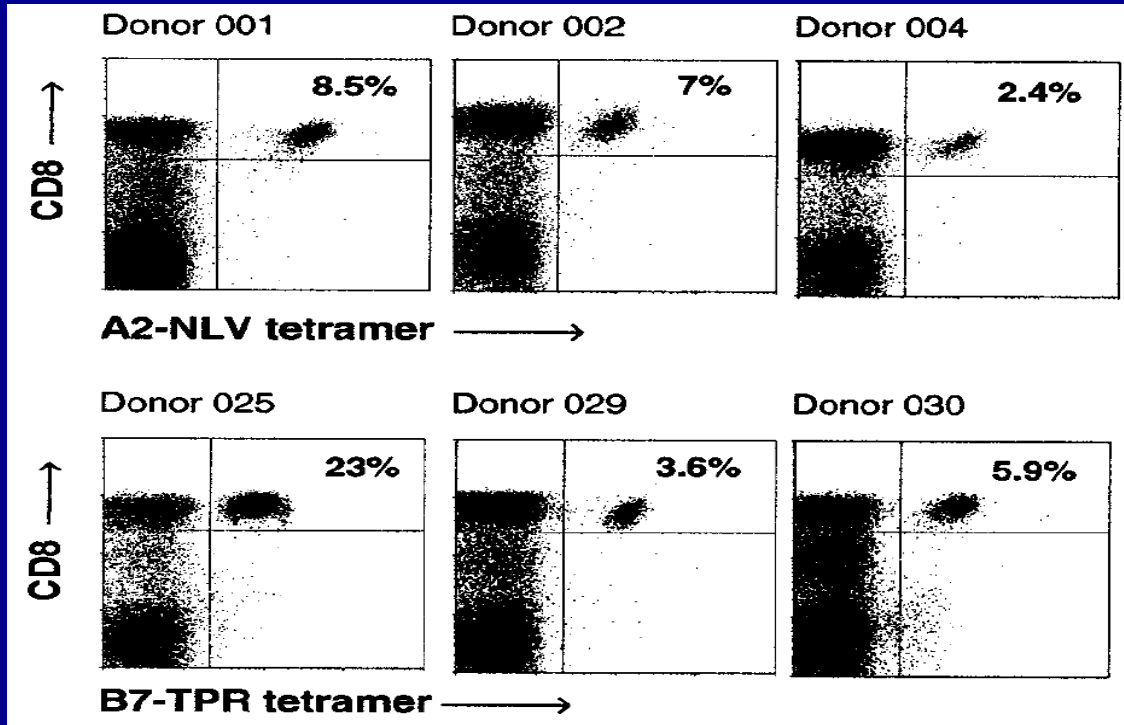 Donor 001 Donor 002 Donor 004
8.5% 7% 2.4%
CD8
A2-NLV tetramer
Donor 025 Donor 029 Donor 030
23% 3.6% 5.9%
CD8
B7-TPR tetramer